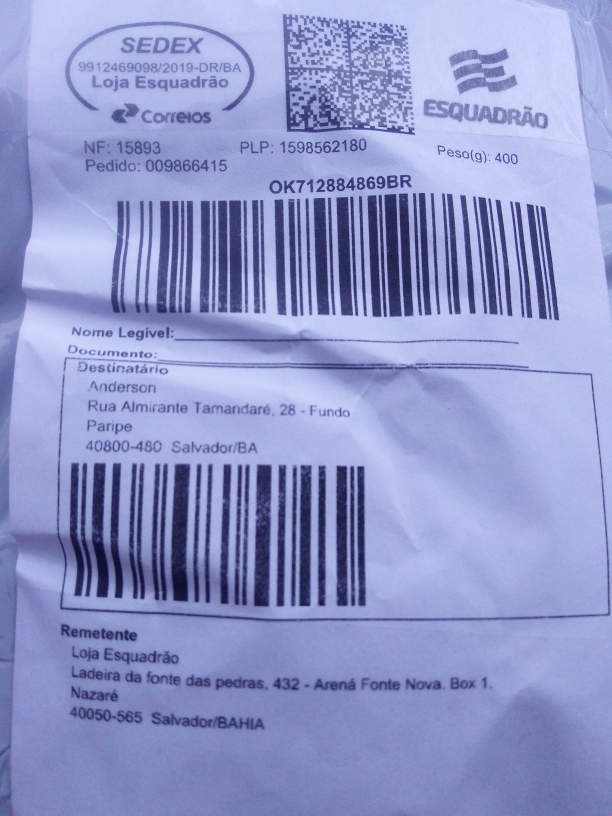 SEDEX
9912469098/2019-DR/BA
Loja Esquadrão
Correios
ESQUADRÃO
NF: 15893 PLP: 1598562180 Peso(g): 400
Pedido: 009866415
OK712884869BR
Nome Legível:
Documento:
Destinatário
Anderson
Rua Almirante Tamandaré, 28 - Fundo
Paripe
40800-480 Salvador/BA
Remetente
Loja Esquadrão
Ladeira da fonte das pedras, 432 - Arená Fonte Nova. Box 1.
Nazaré
40050-565 Salvador/BAHIA